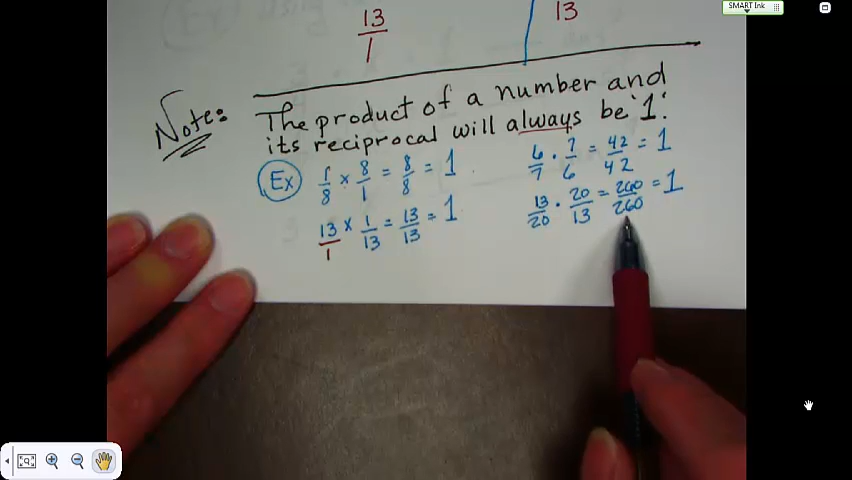 SMART Ink
13
1
13
Note: The product of a number and
its reciprocal will always be '1'.
Ex
1/8 × 8/1 = 8/8 = 1
13/1 × 1/13 = 13/13 = 1
6/7 · 7/6 = 42/42 = 1
13/20 · 20/13 = 260/260 = 1